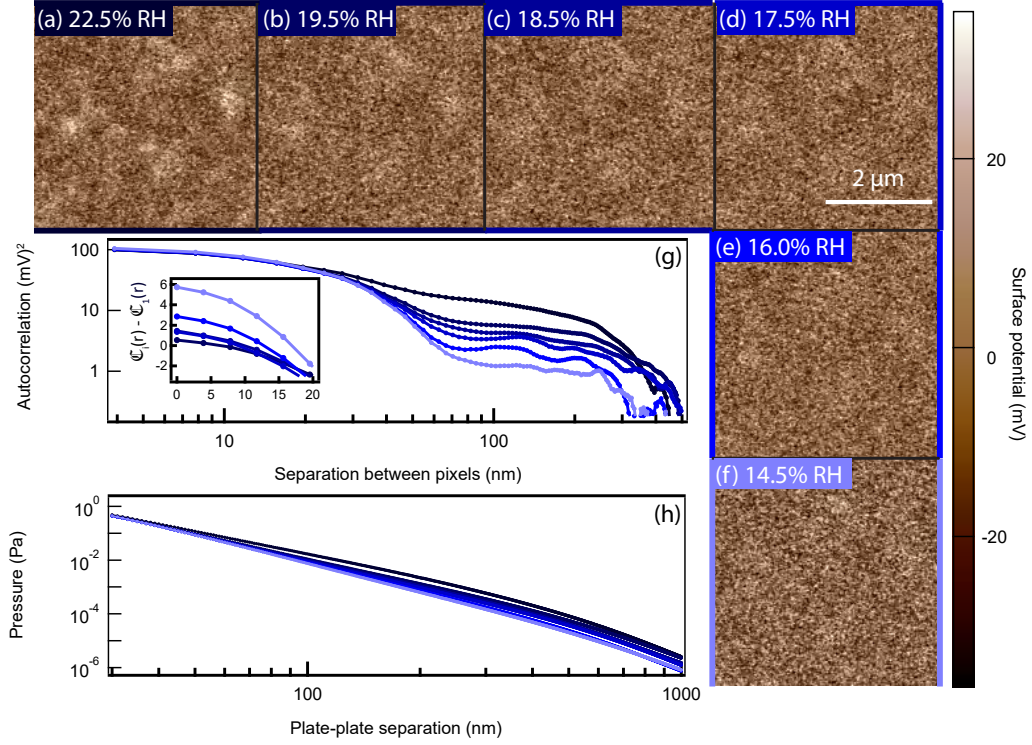 (a) 22.5% RH
(b) 19.5% RH
(c) 18.5% RH
(d) 17.5% RH
2 µm
(e) 16.0% RH
(f) 14.5% RH
20
0
-20
Surface potential (mV)
(g)
Autocorrelation (mV)²
100
10
1
10
100
Separation between pixels (nm)
ℂⱼ(r) - ℂ₁(r)
6
4
2
0
-2
0
5
10
15
20
(h)
Pressure (Pa)
10⁰
10⁻²
10⁻⁴
10⁻⁶
100
1000
Plate-plate separation (nm)